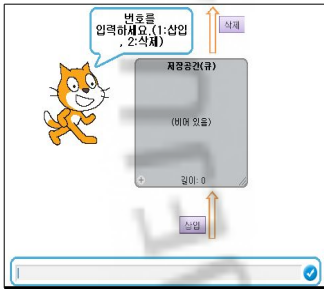 번호를
입력하세요.(1:삽입
, 2:삭제)
삭제
저장공간(큐)
(비어 있음)
+ 길이: 0
삽입